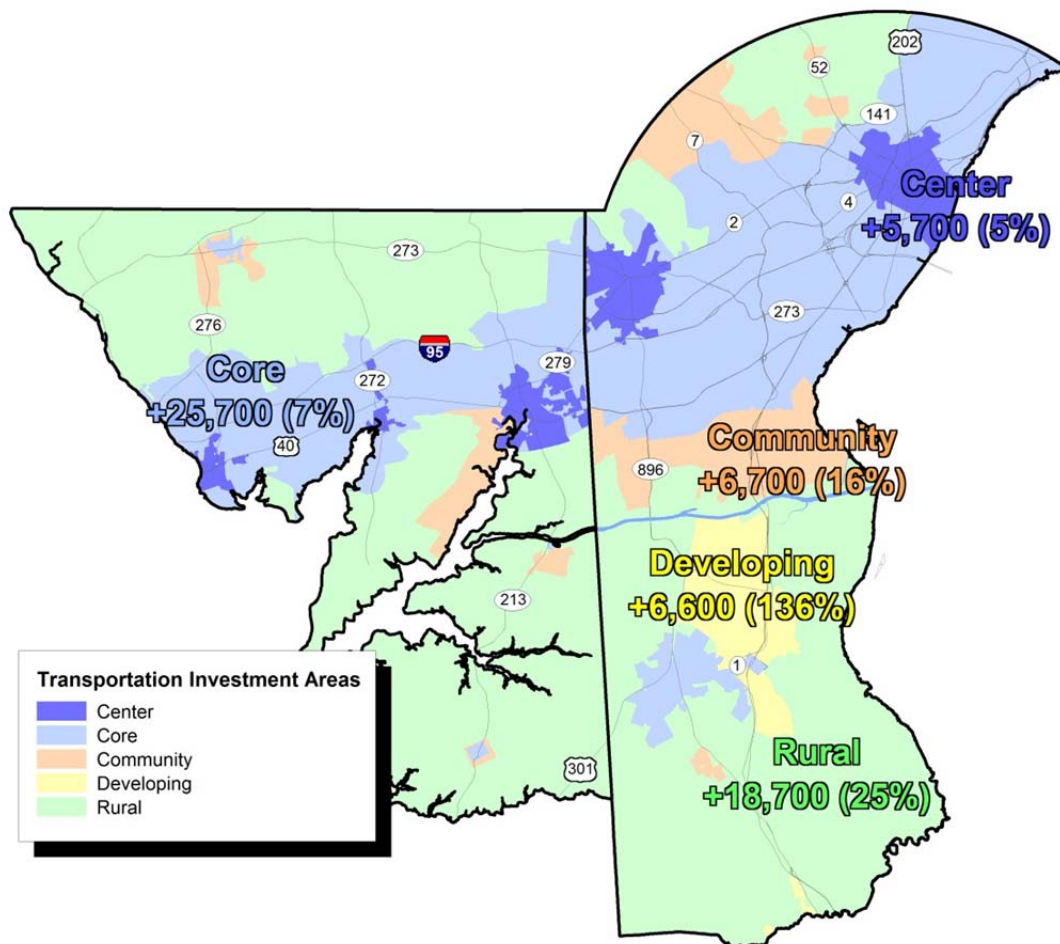 202
52
141
7
Center
+5,700 (5%)
4
2
273
273
276
95
279
Core
+25,700 (7%)
272
40
Community
+6,700 (16%)
896
Developing
+6,600 (136%)
213
1
Transportation Investment Areas
Center
Core
Community
Developing
Rural
Rural
+18,700 (25%)
301